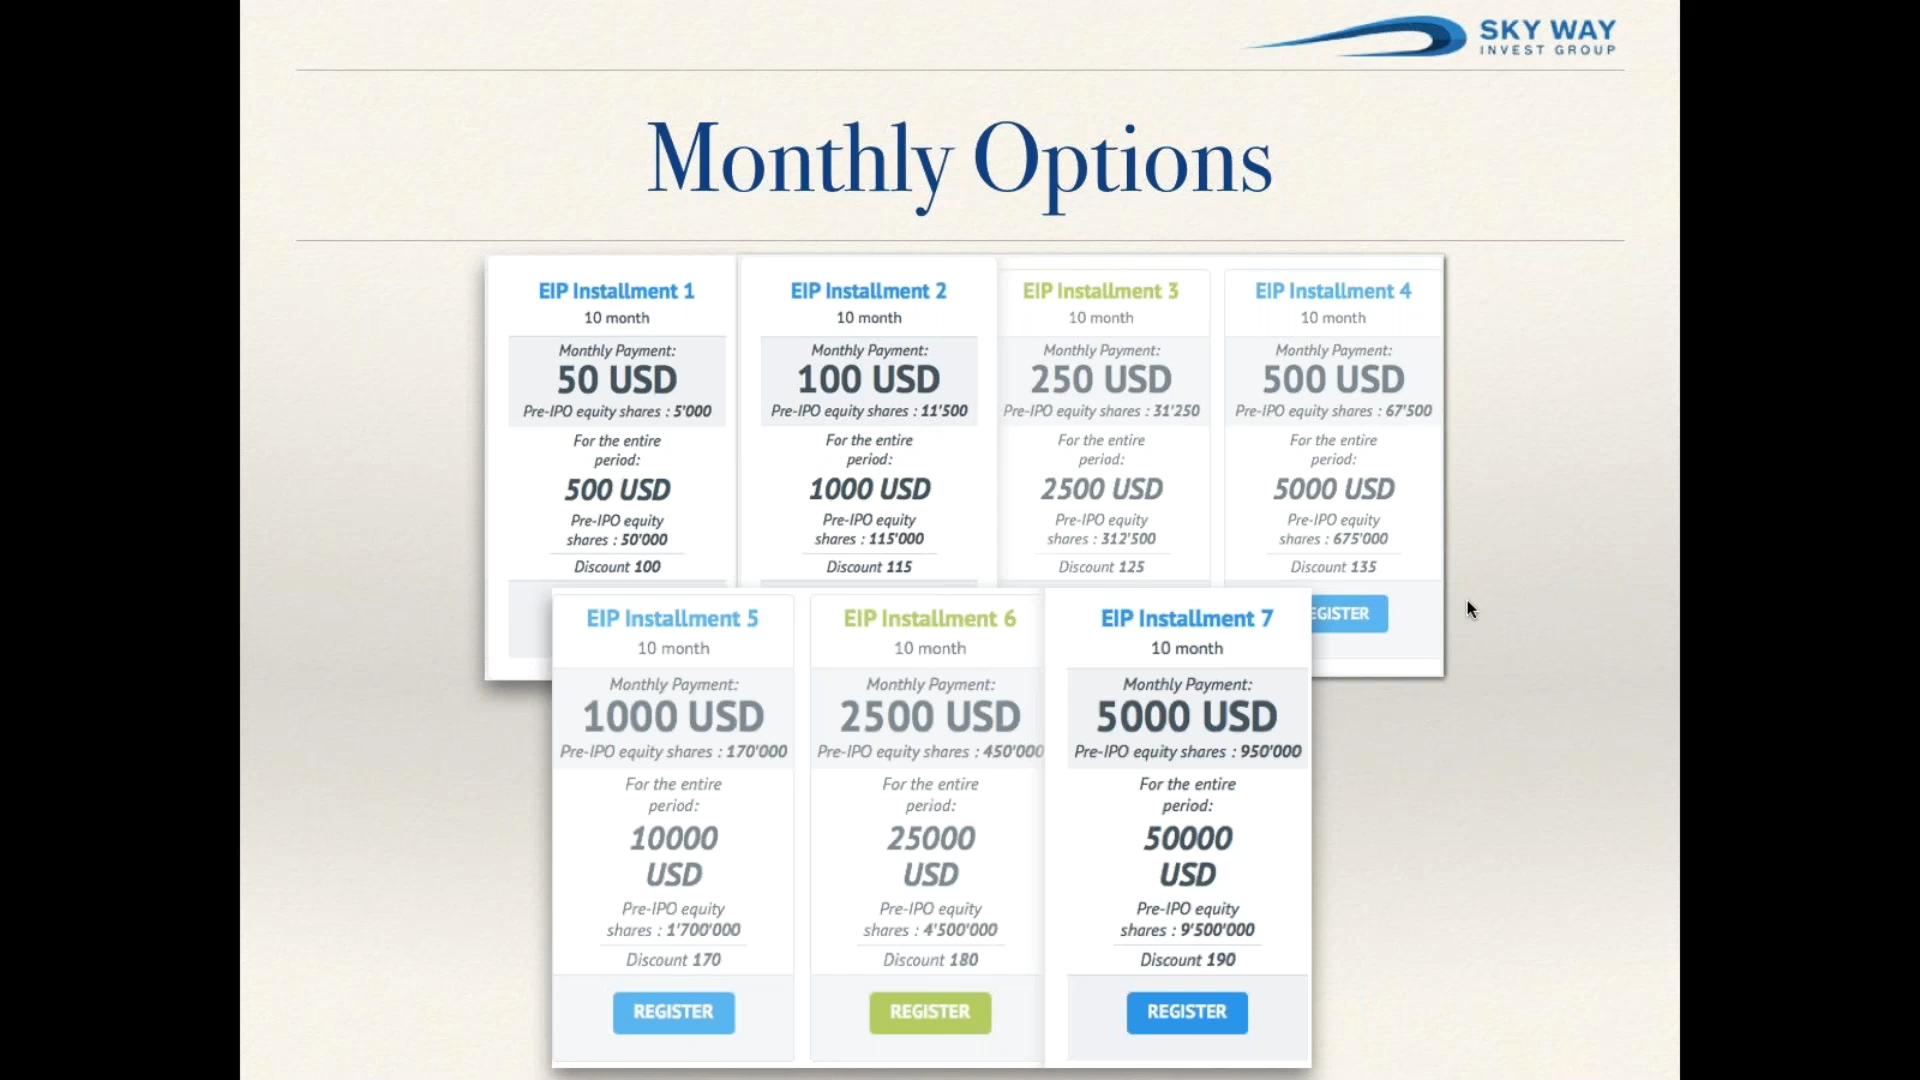 SKY WAY
INVEST GROUP
Monthly Options
EIP Installment 1
10 month
Monthly Payment:
50 USD
Pre-IPO equity shares : 5'000
For the entire
period:
500 USD
Pre-IPO equity
shares : 50'000
Discount 100
EIP Installment 2
10 month
Monthly Payment:
100 USD
Pre-IPO equity shares : 11'500
For the entire
period:
1000 USD
Pre-IPO equity
shares : 115'000
Discount 115
EIP Installment 3
10 month
Monthly Payment:
250 USD
Pre-IPO equity shares : 31'250
For the entire
period:
2500 USD
Pre-IPO equity
shares : 312'500
Discount 125
EIP Installment 4
10 month
Monthly Payment:
500 USD
Pre-IPO equity shares : 67'500
For the entire
period:
5000 USD
Pre-IPO equity
shares : 675'000
Discount 135
EGISTER
EIP Installment 5
10 month
Monthly Payment:
1000 USD
Pre-IPO equity shares : 170'000
For the entire
period:
10000
USD
Pre-IPO equity
shares : 1'700'000
Discount 170
REGISTER
EIP Installment 6
10 month
Monthly Payment:
2500 USD
Pre-IPO equity shares : 450'000
For the entire
period:
25000
USD
Pre-IPO equity
shares : 4'500'000
Discount 180
REGISTER
EIP Installment 7
10 month
Monthly Payment:
5000 USD
Pre-IPO equity shares : 950'000
For the entire
period:
50000
USD
Pre-IPO equity
shares : 9'500'000
Discount 190
REGISTER